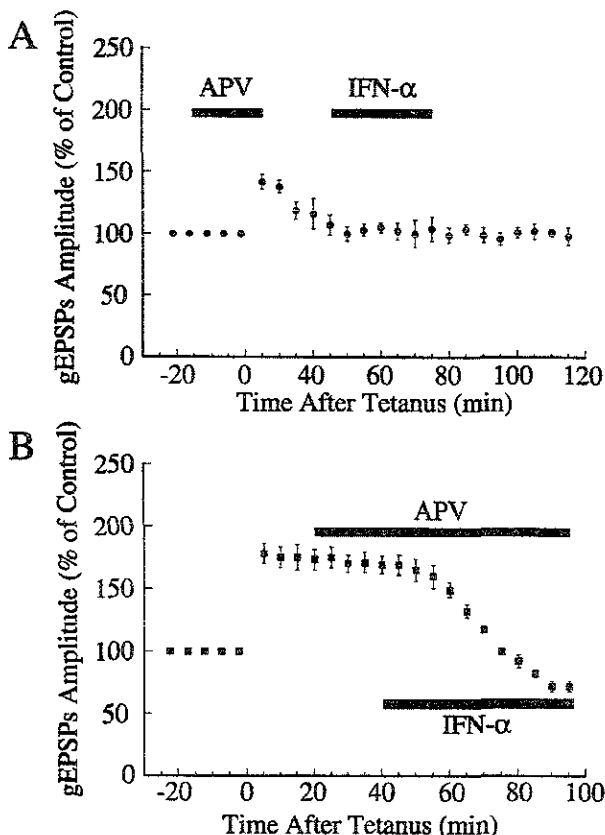 A
gEPSPs Amplitude (% of Control)
250
200
150
100
50
0
APV
IFN-α
-20 0 20 40 60 80 100 120
Time After Tetanus (min)
B
gEPSPs Amplitude (% of Control)
250
200
150
100
50
0
APV
IFN-α
-20 0 20 40 60 80 100
Time After Tetanus (min)